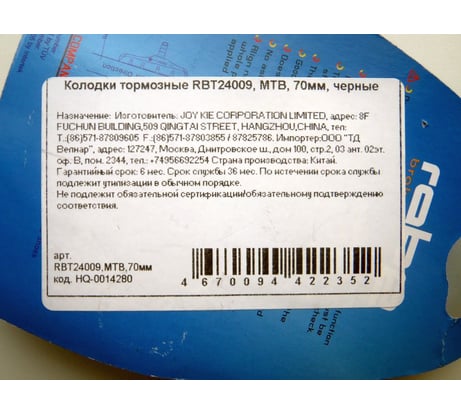 Колодки тормозные RBT24009, MTB, 70мм, черные
Назначение: Изготовитель: JOY KIE CORPORATION LIMITED, адрес: 8F
FUCHUN BUILDING,509 QINGTAI STREET, HANGZHOU,CHINA, тел:
T.:(86)571-87809605 F.:(86)571-87803855 / 87825786. Импортер:ООО "ТД
Велнар", адрес: 127247, Москва, Дмитровское ш., дом 100, стр.2, 03 ант. 02эт.
оф. В, пом. 2344, тел.:+74956692254 Страна производства: Китай.
Гарантийный срок: 6 мес. Срок службы 36 мес. По истечении срока службы
подлежит утилизации в обычном порядке.
Не подлежит обязательной сертификации/обязательному подтверждению
соответствия.
арт.
RBT24009,MTB,70мм
код. HQ-0014280
4 670094 422352
COMPAN
function